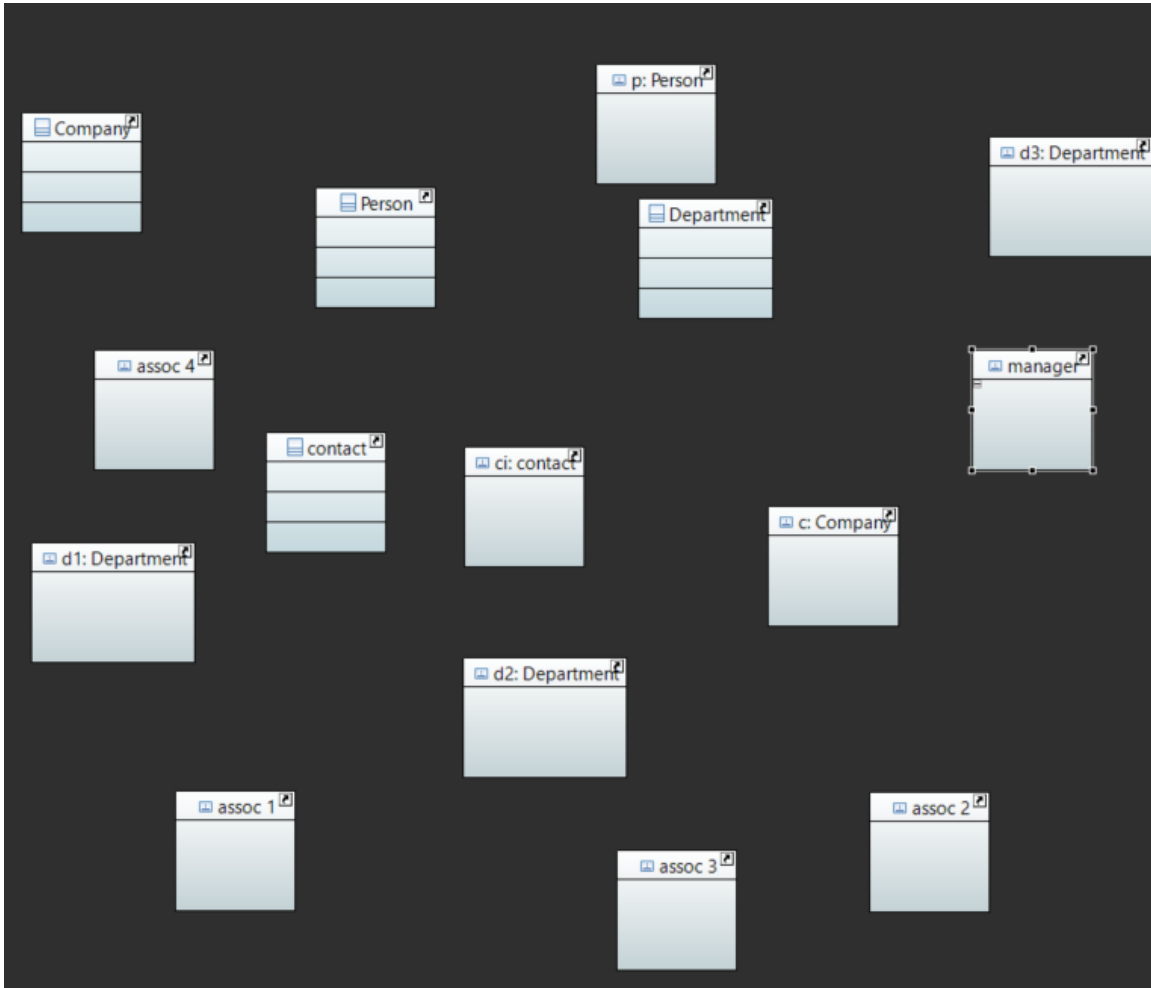 p: Person
Company
d3: Department
Person
Department
assoc 4
manager
contact
ci: contact
c: Company
d1: Department
d2: Department
assoc 1
assoc 2
assoc 3